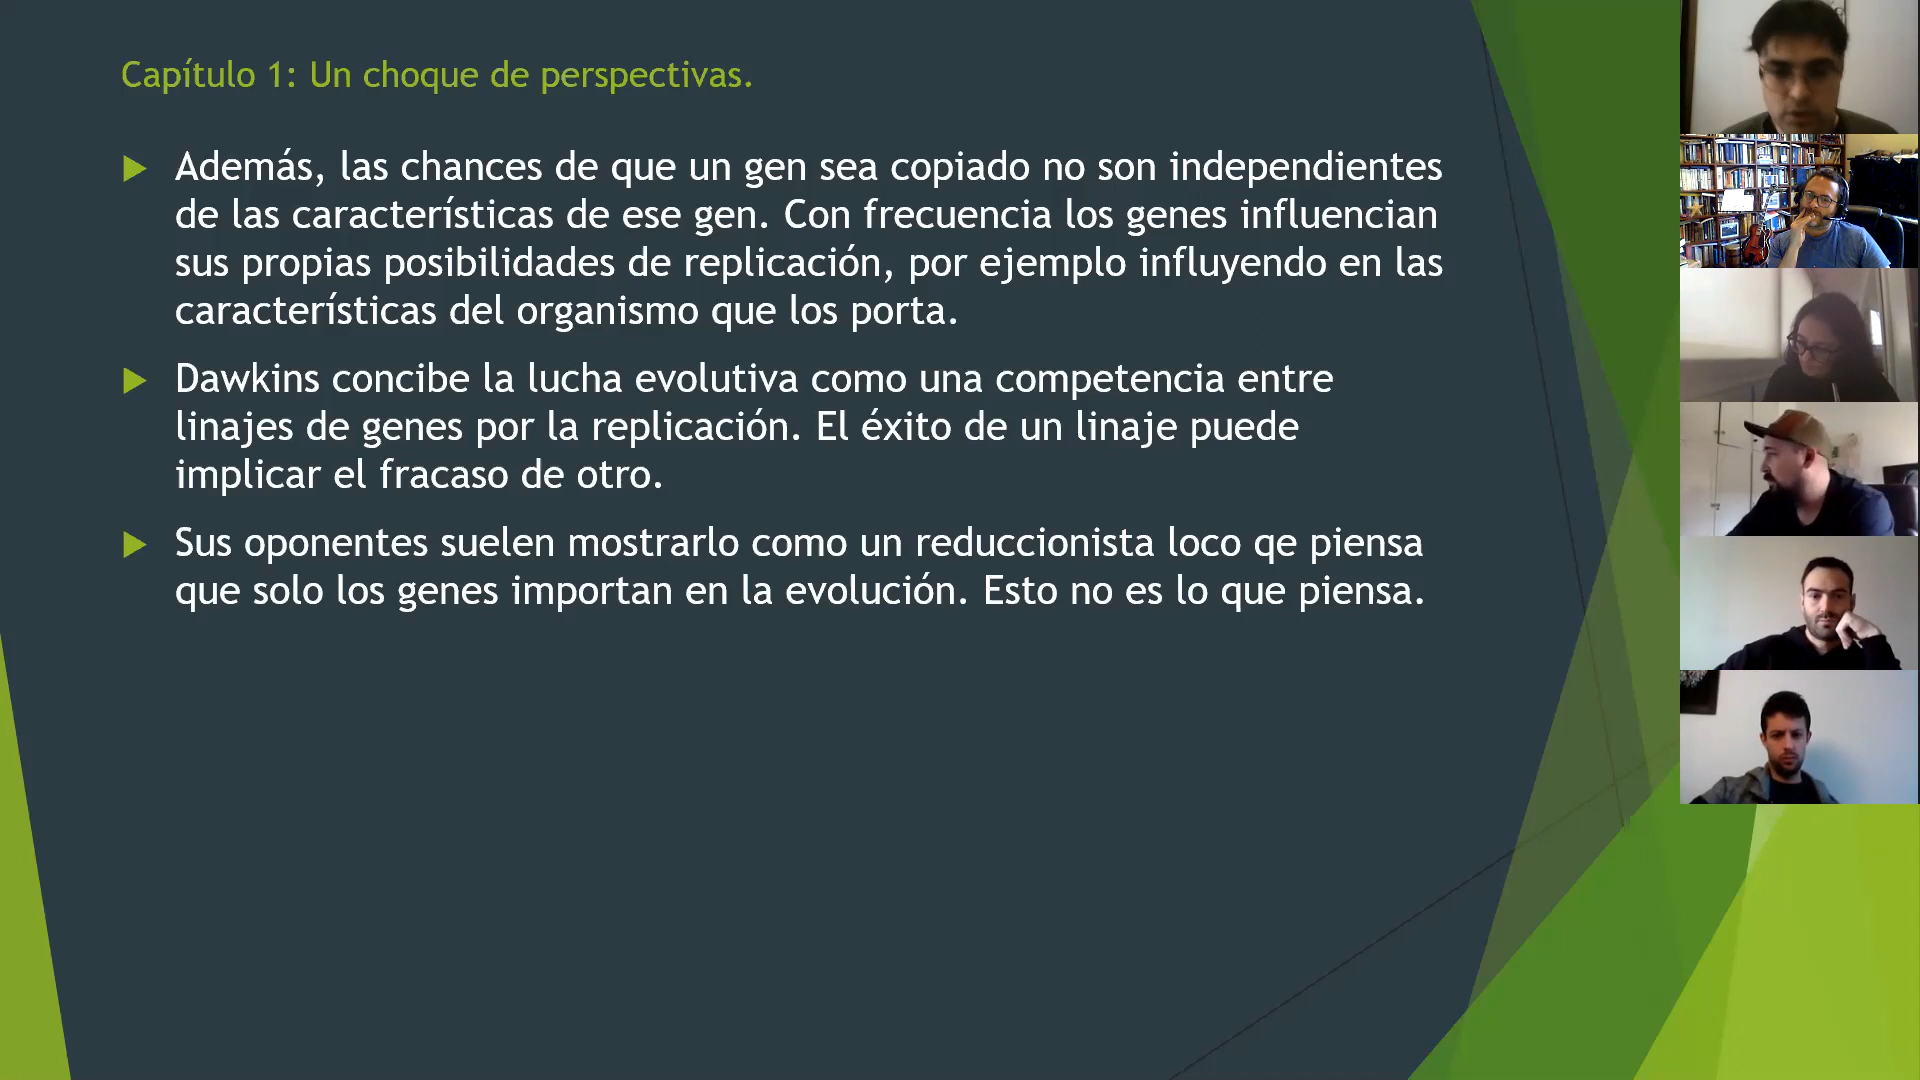 Capítulo 1: Un choque de perspectivas.
Además, las chances de que un gen sea copiado no son independientes
de las características de ese gen. Con frecuencia los genes influencian
sus propias posibilidades de replicación, por ejemplo influyendo en las
características del organismo que los porta.
Dawkins concibe la lucha evolutiva como una competencia entre
linajes de genes por la replicación. El éxito de un linaje puede
implicar el fracaso de otro.
Sus oponentes suelen mostrarlo como un reduccionista loco qe piensa
que solo los genes importan en la evolución. Esto no es lo que piensa.